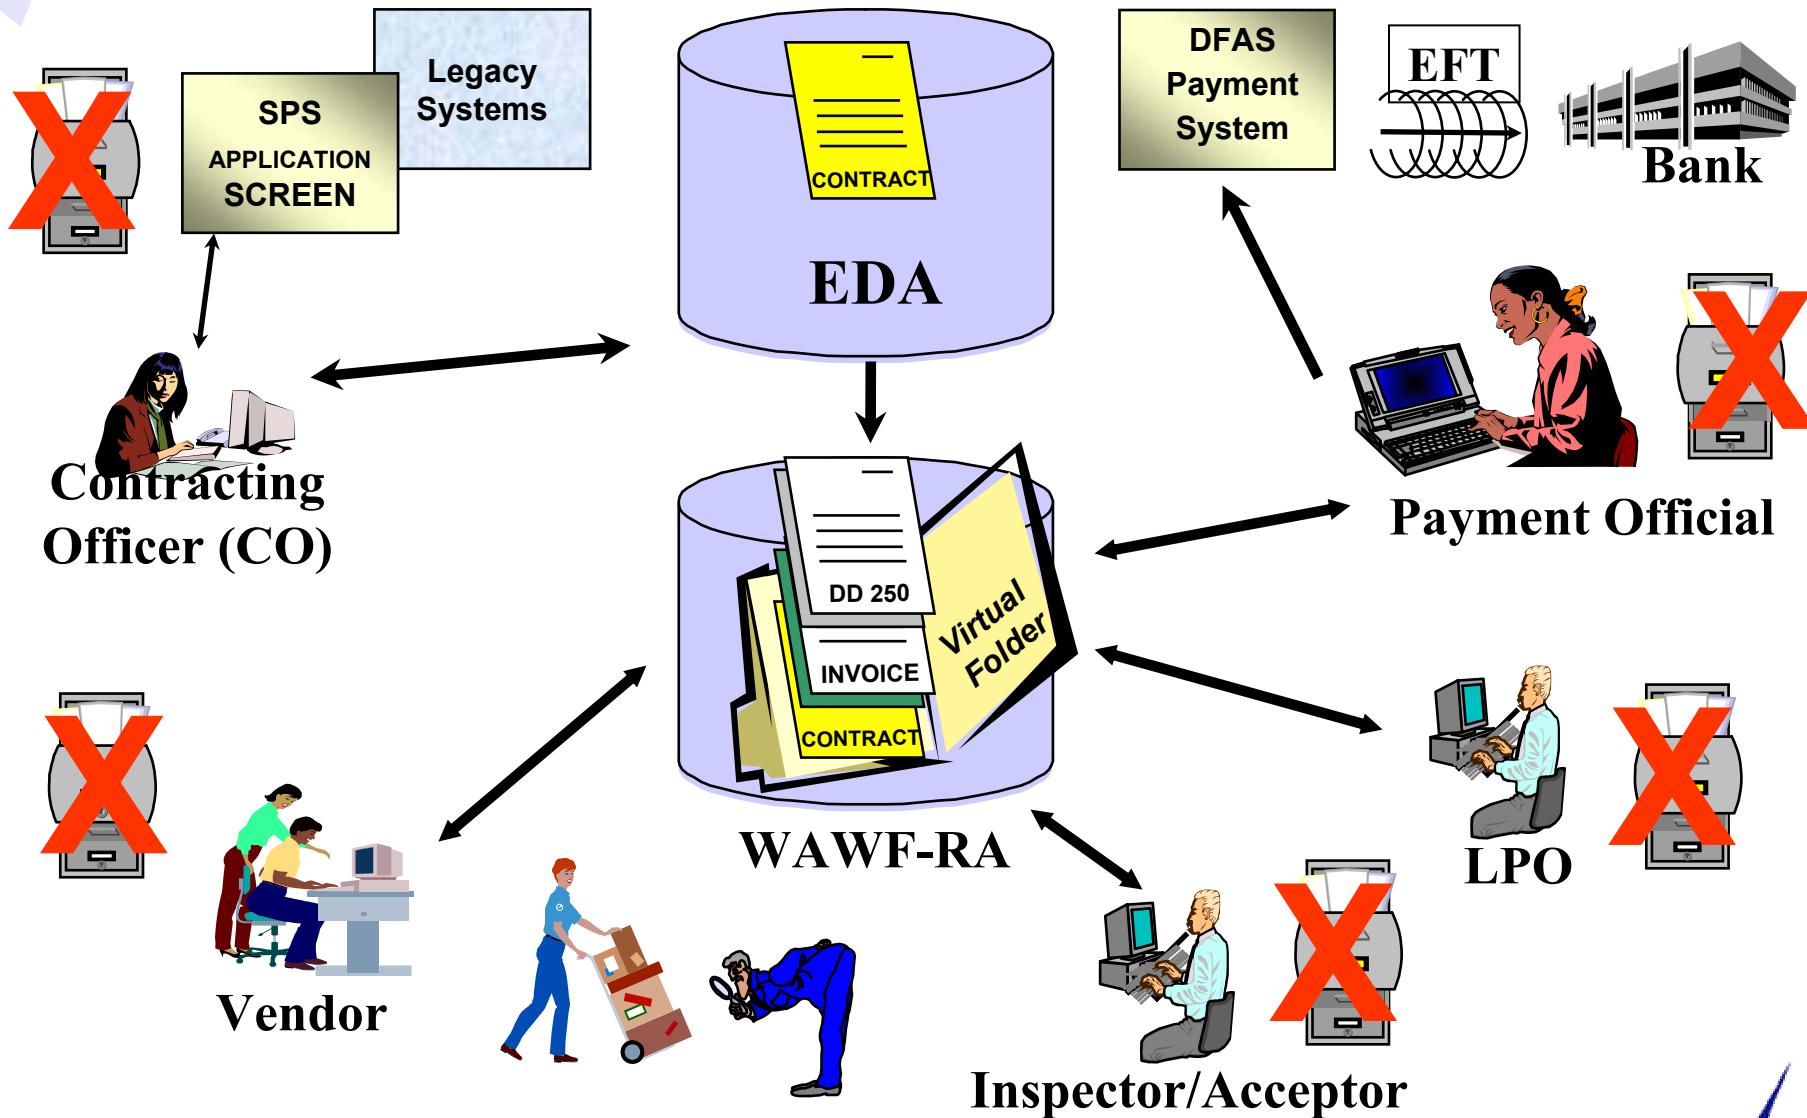 Legacy
Systems
SPS
APPLICATION
SCREEN
CONTRACT
EDA
DFAS
Payment
System
EFT
Bank
Contracting
Officer (CO)
Payment Official
DD 250
INVOICE
CONTRACT
Virtual
Folder
WAWF-RA
LPO
Vendor
Inspector/Acceptor
X
X
X
X
X